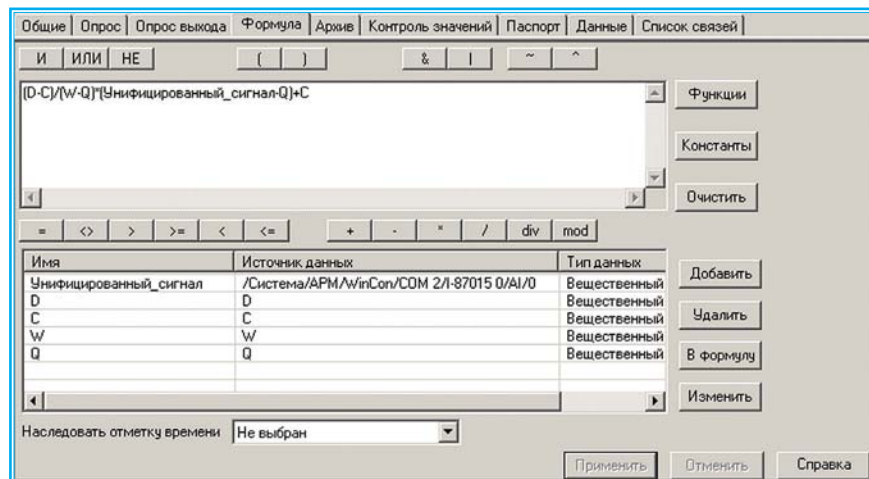 Общие Опрос Опрос выхода Формула Архив Контроль значений Паспорт Данные Список связей
И ИЛИ НЕ ( ) & | ~ ^
(D-C)/(W-Q)*(Унифицированный_сигнал-Q)+C
Функции
Константы
Очистить
= <> > >= < <= + - * / div mod
Имя Источник данных Тип данных
Унифицированный_сигнал /Система/АРМ/WinCon/COM 2/I-87015 0/AI/0 Вещественный
D D Вещественный
C C Вещественный
W W Вещественный
Q Q Вещественный
Добавить
Удалить
В формулу
Изменить
Наследовать отметку времени Не выбран
Применить Отменить Справка